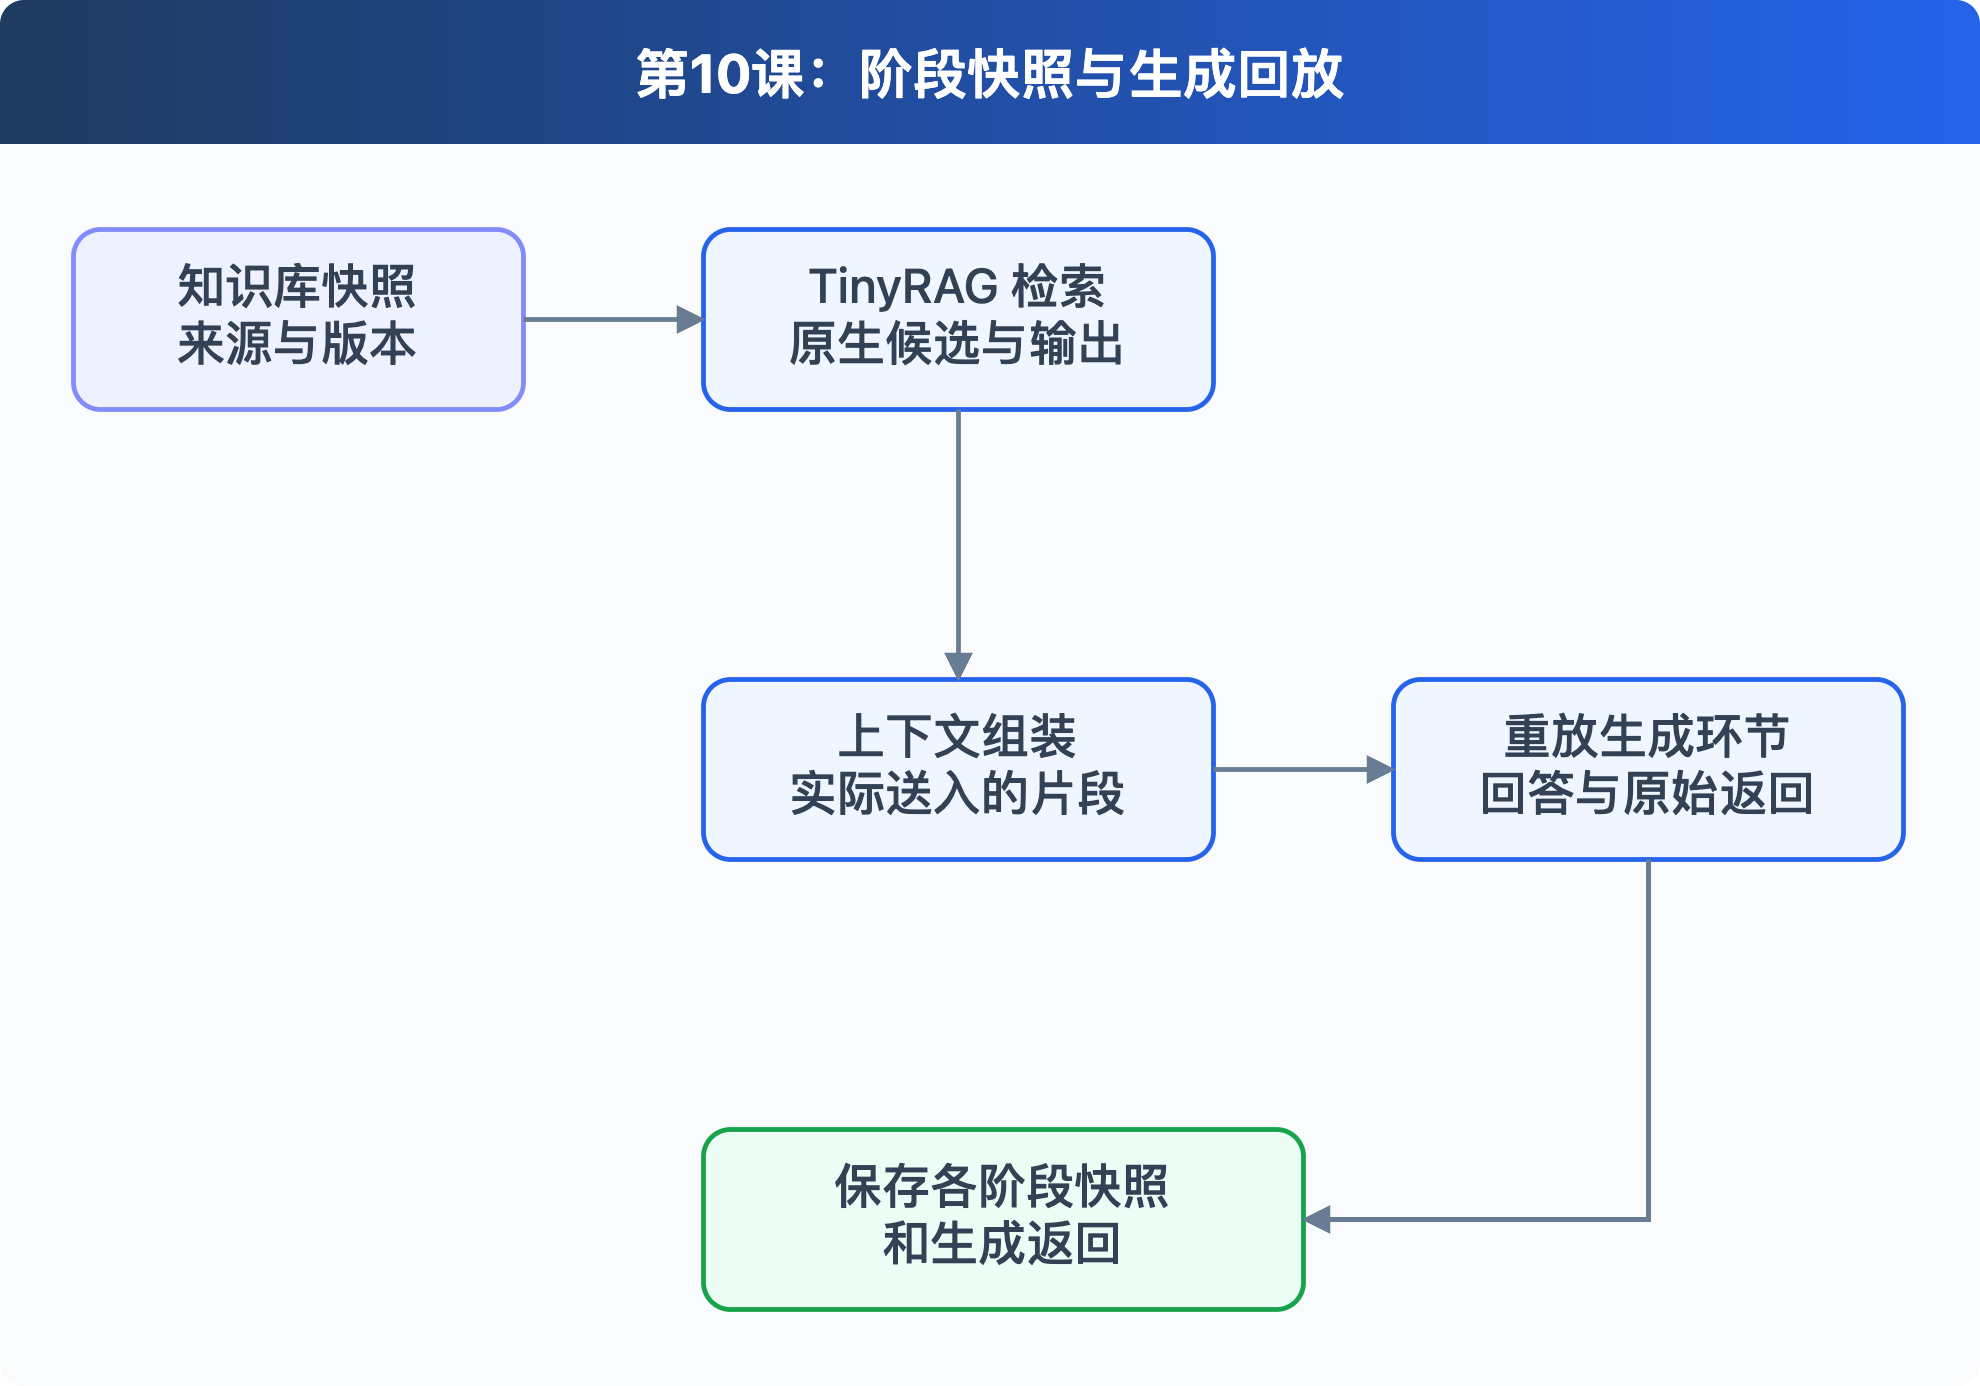 第10课：阶段快照与生成回放
知识库快照
来源与版本
TinyRAG 检索
原生候选与输出
上下文组装
实际送入的片段
重放生成环节
回答与原始返回
保存各阶段快照
和生成返回